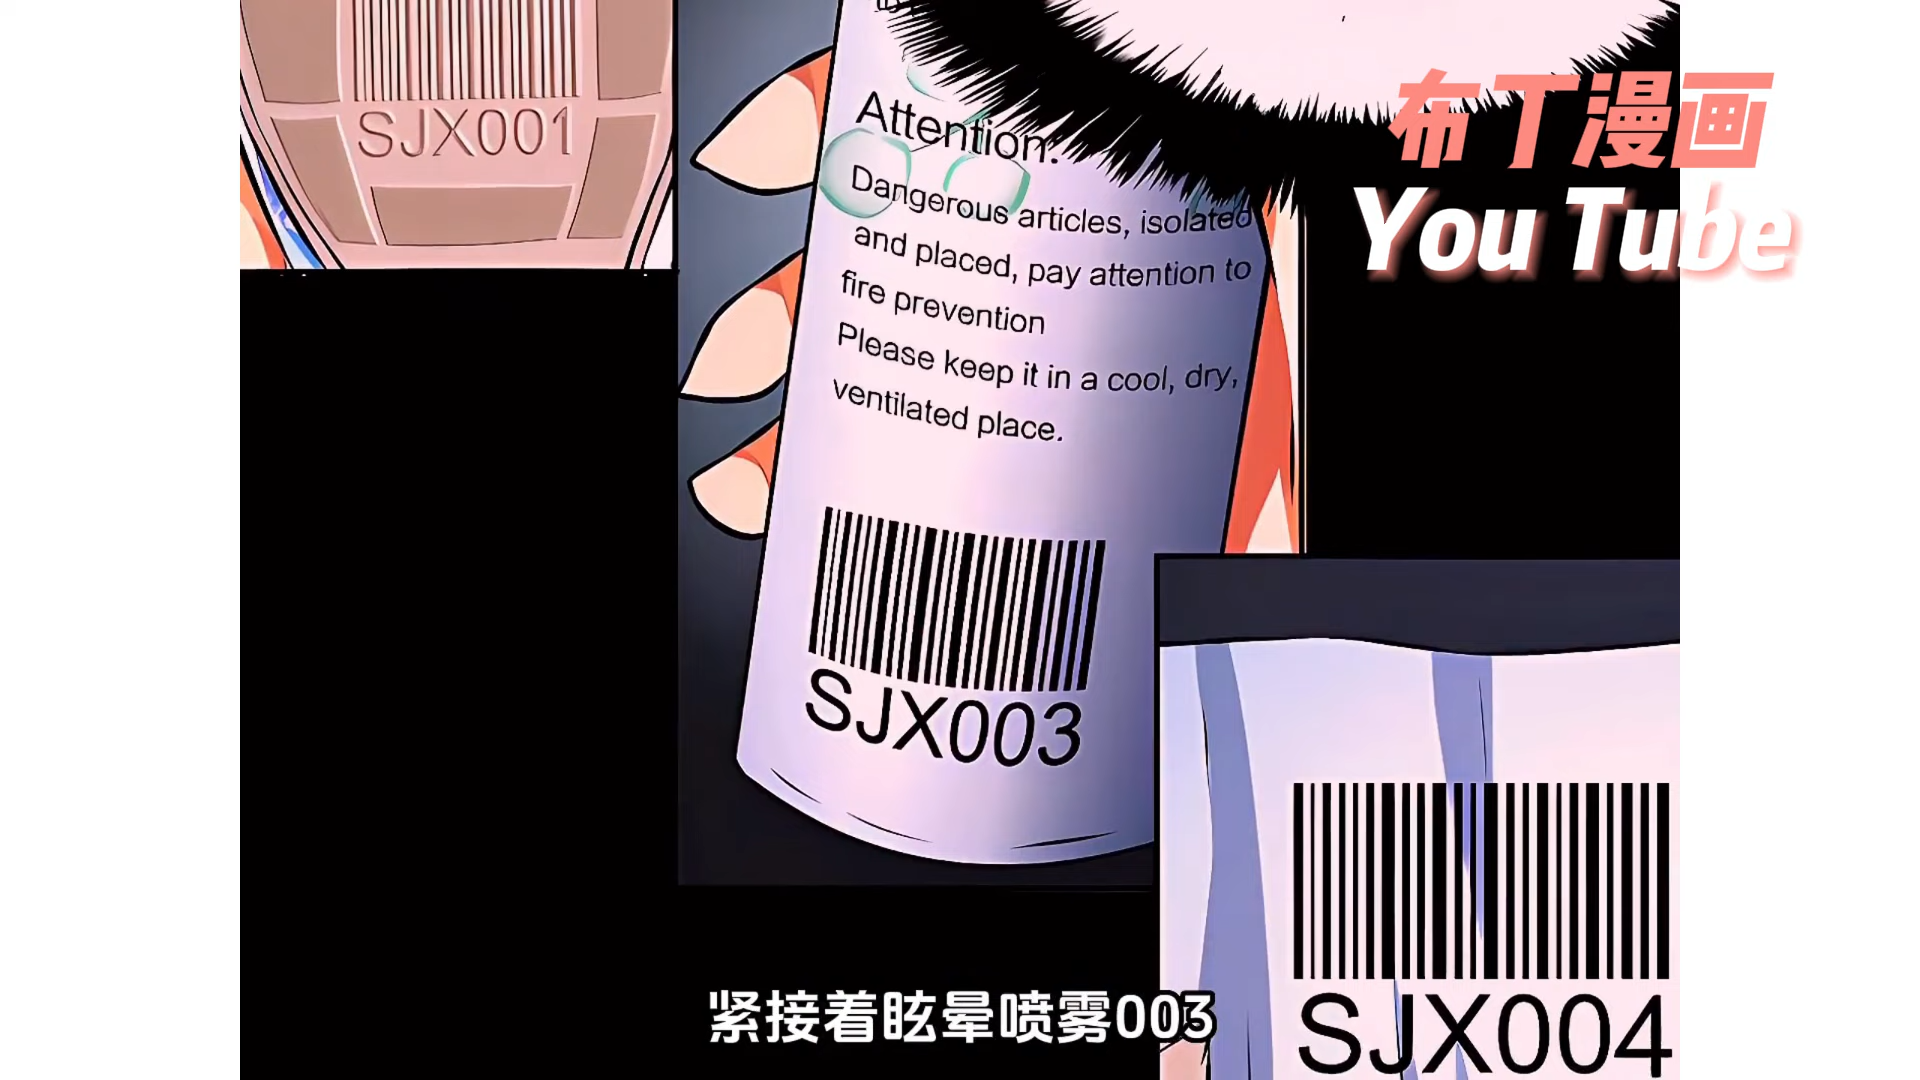 SJX001
Attention:
Dangerous articles, isolated
and placed, pay attention to
fire prevention
Please keep it in a cool, dry,
ventilated place.
SJX003
布丁漫画
You Tube
SJX004
紧接着眩晕喷雾003